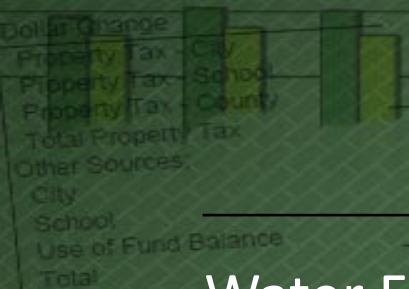 Dollar Change
Property Tax - City
Property Tax - School
Property Tax - County
Total Property Tax
Other Sources:
City
School
Use of Fund Balance
Total
Water